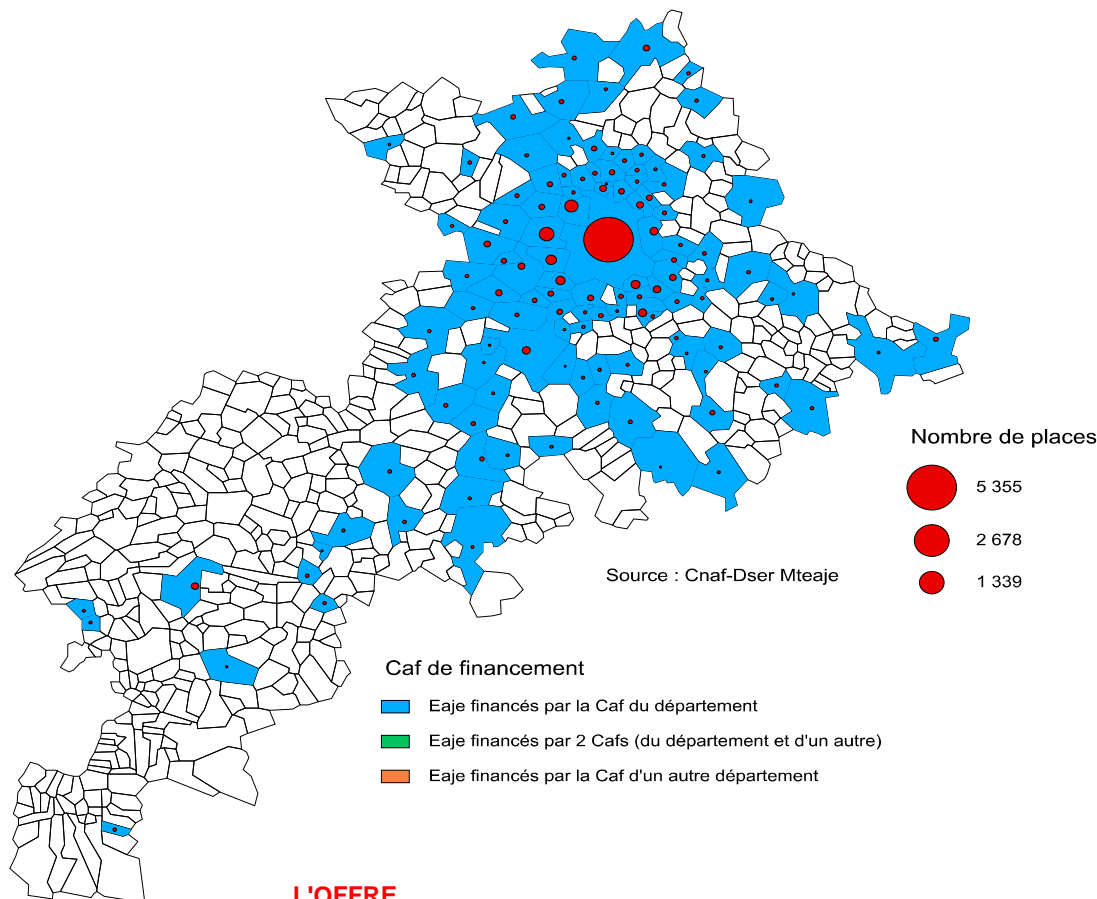 Nombre de places
5 355
2 678
1 339
Source : Cnaf-Dser Mteaje
Caf de financement
Eaje financés par la Caf du département
Eaje financés par 2 Cafs (du département et d'un autre)
Eaje financés par la Caf d'un autre département
L'OFFRE